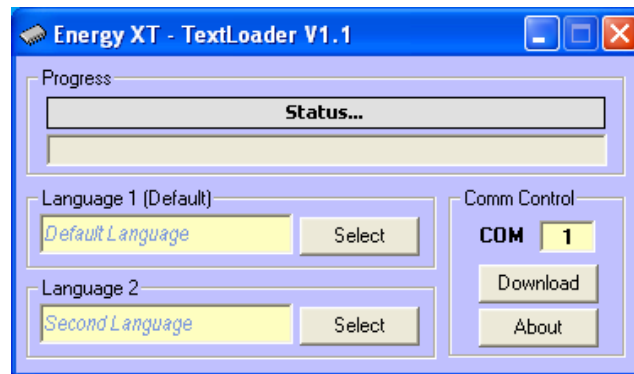 Energy XT - TextLoader V1.1
Progress
Status...
Language 1 (Default)
Default Language
Select
Language 2
Second Language
Select
Comm Control
COM 1
Download
About